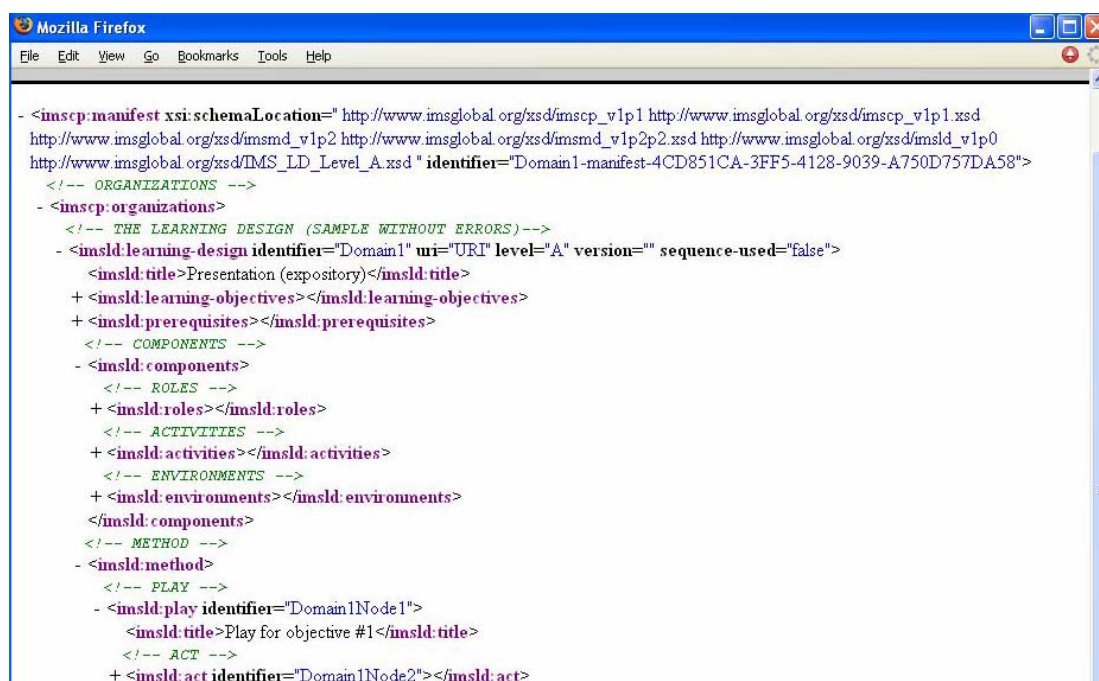 Mozilla Firefox
File Edit View Go Bookmarks Tools Help
- <imscp:manifest xsi:schemaLocation=" http://www.imsglobal.org/xsd/imscp_v1p1 http://www.imsglobal.org/xsd/imscp_v1p1.xsd
http://www.imsglobal.org/xsd/imsmd_v1p2 http://www.imsglobal.org/xsd/imsmd_v1p2p2.xsd http://www.imsglobal.org/xsd/imsld_v1p0
http://www.imsglobal.org/xsd/IMS_LD_Level_A.xsd " identifier="Domain1-manifest-4CD851CA-3FF5-4128-9039-A750D757DA58">
<!-- ORGANIZATIONS -->
- <imscp:organizations>
<!-- THE LEARNING DESIGN (SAMPLE WITHOUT ERRORS)-->
- <imsld:learning-design identifier="Domain1" uri="URI" level="A" version="" sequence-used="false">
<imsld:title>Presentation (expository)</imsld:title>
+ <imsld:learning-objectives></imsld:learning-objectives>
+ <imsld:prerequisites></imsld:prerequisites>
<!-- COMPONENTS -->
- <imsld:components>
<!-- ROLES -->
+ <imsld:roles></imsld:roles>
<!-- ACTIVITIES -->
+ <imsld:activities></imsld:activities>
<!-- ENVIRONMENTS -->
+ <imsld:environments></imsld:environments>
</imsld:components>
<!-- METHOD -->
- <imsld:method>
<!-- PLAY -->
- <imsld:play identifier="Domain1Node1">
<imsld:title>Play for objective #1</imsld:title>
<!-- ACT -->
+ <imsld:act identifier="Domain1Node2"></imsld:act>